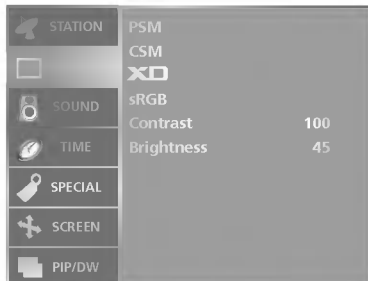 STATION
SOUND
TIME
SPECIAL
SCREEN
PIP/DW
PSM
CSM
XD
sRGB
Contrast 100
Brightness 45